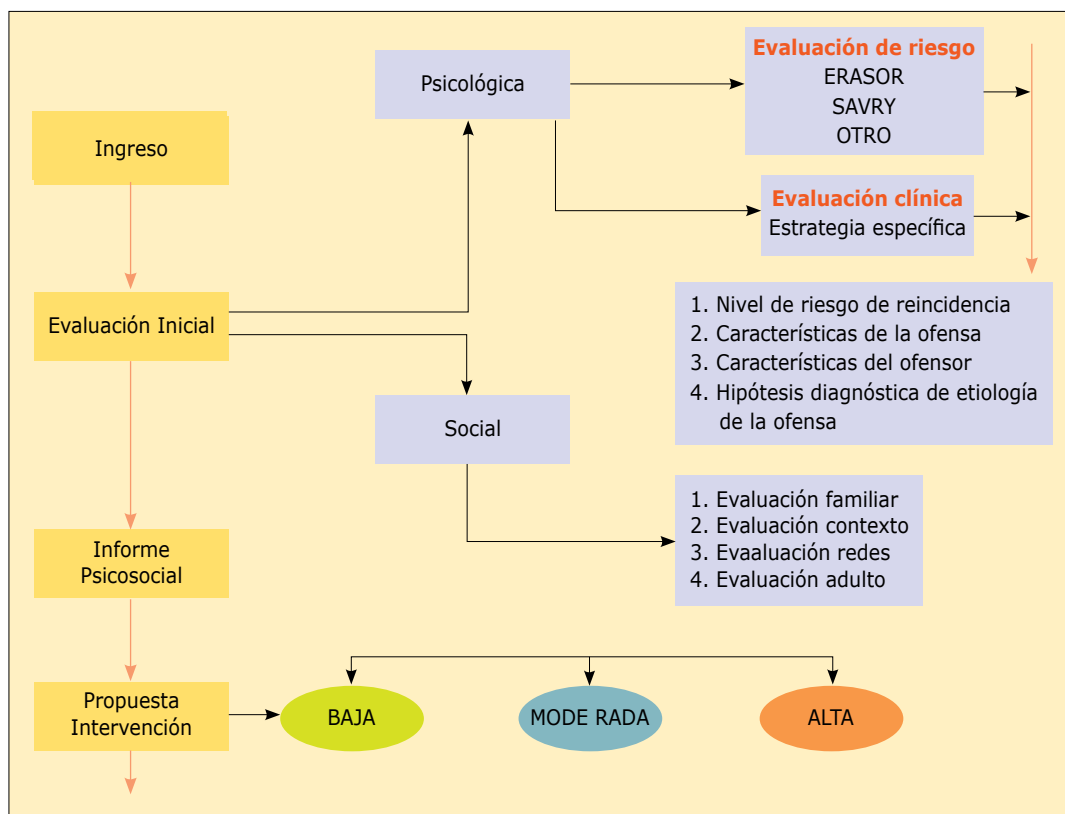 Ingreso
Evaluación Inicial
Informe
Psicosocial
Propuesta
Intervención
Psicológica
Social
Evaluación de riesgo
ERASOR
SAVRY
OTRO
Evaluación clínica
Estrategia específica
1. Nivel de riesgo de reincidencia
2. Características de la ofensa
3. Características del ofensor
4. Hipótesis diagnóstica de etiología
de la ofensa
1. Evaluación familiar
2. Evaluación contexto
3. Evaaluación redes
4. Evaluación adulto
BAJA
MODE RADA
ALTA